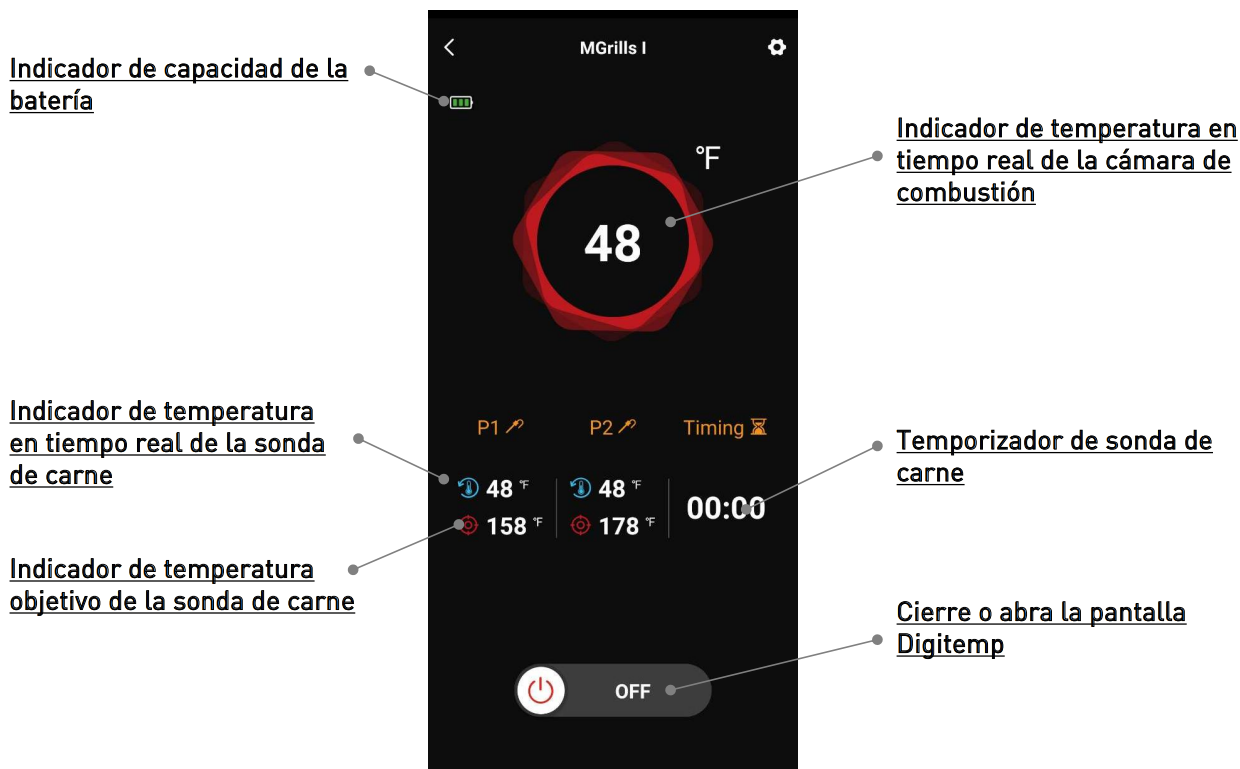 MGrills I
Indicador de capacidad de la
batería
Indicador de temperatura en
tiempo real de la cámara de
combustión
°F
48
Indicador de temperatura
en tiempo real de la sonda
de carne
P1
P2
Timing
Temporizador de sonda de
carne
48 °F
48 °F
00:00
158 °F
178 °F
Indicador de temperatura
objetivo de la sonda de carne
Cierre o abra la pantalla
Digitemp
OFF